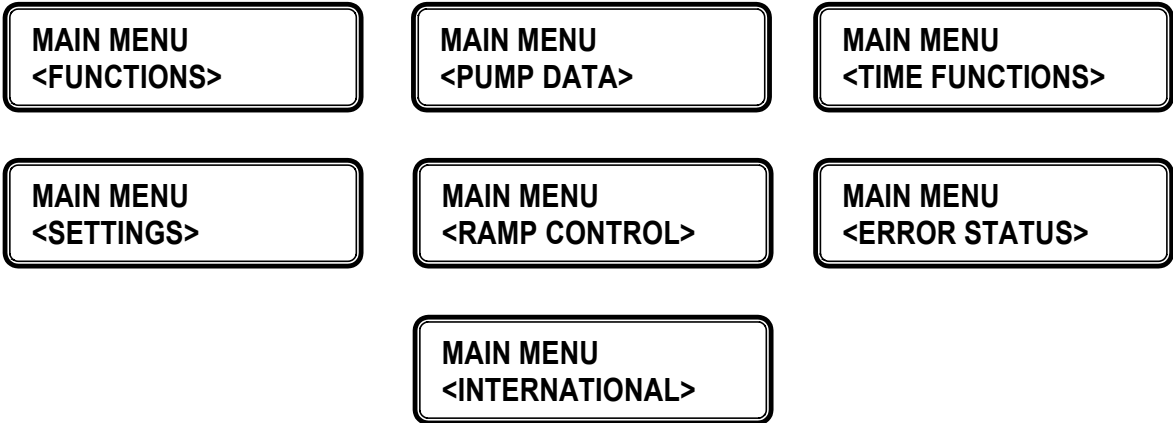 MAIN MENU
<FUNCTIONS>
MAIN MENU
<PUMP DATA>
MAIN MENU
<TIME FUNCTIONS>
MAIN MENU
<SETTINGS>
MAIN MENU
<RAMP CONTROL>
MAIN MENU
<ERROR STATUS>
MAIN MENU
<INTERNATIONAL>